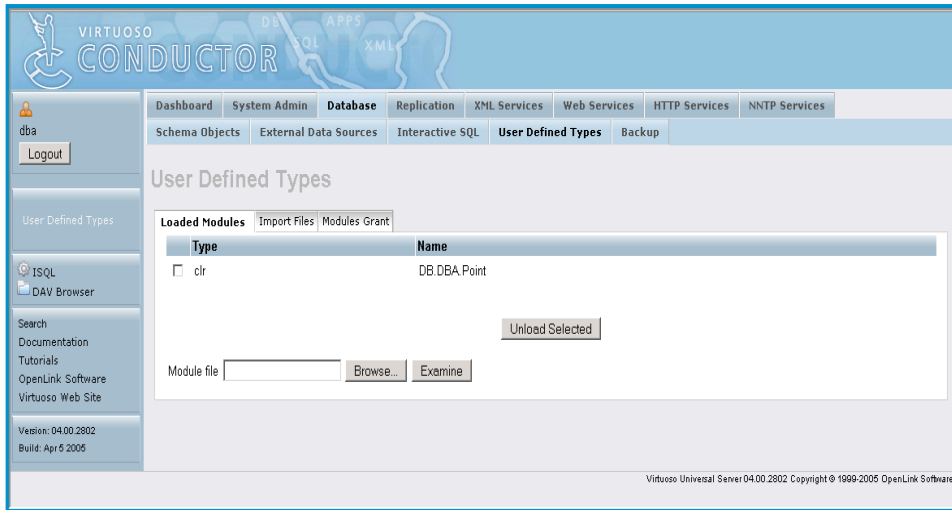 VIRTUOSO
CONDUCTOR
DB
SQL
APPS
XML
dba
Logout
User Defined Types
ISQL
DAV Browser
Search
Documentation
Tutorials
OpenLink Software
Virtuoso Web Site
Version: 04.00.2802
Build: Apr 5 2005
Dashboard System Admin Database Replication XML Services Web Services HTTP Services NNTP Services
Schema Objects External Data Sources Interactive SQL User Defined Types Backup
User Defined Types
Loaded Modules Import Files Modules Grant
Type Name
clr DB.DBA.Point
Unload Selected
Module file Browse... Examine
Virtuoso Universal Server 04.00.2802 Copyright © 1999-2005 OpenLink Software